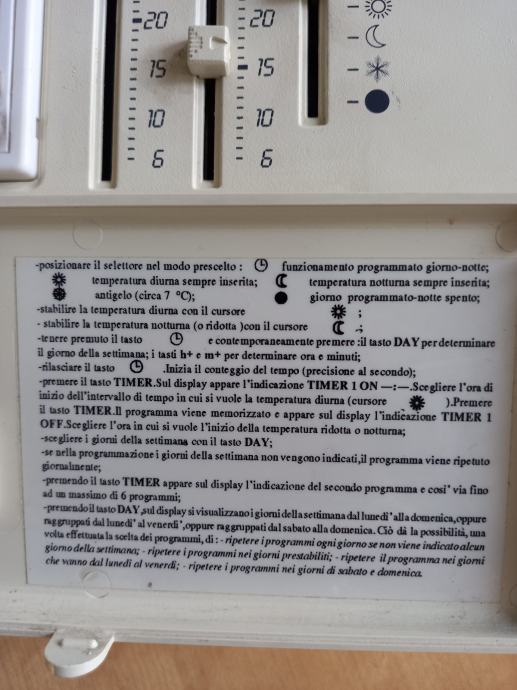 20 20
15 15
10 10
6 6
-posizionare il selettore nel modo prescelto : funzionamento programmato giorno-notte;
temperatura diurna sempre inserita; temperatura notturna sempre inserita;
antigelo (circa 7 °C); giorno programmato-notte spento;
-stabilire la temperatura diurna con il cursore ;
- stabilire la temperatura notturna (o ridotta )con il cursore .;
-tenere premuto il tasto e contemporaneamente premere :il tasto DAY per determinare
il giorno della settimana; i tasti h+ e m+ per determinare ora e minuti;
-rilasciare il tasto .Inizia il conteggio del tempo (precisione al secondo);
-premere il tasto TIMER.Sul display appare l'indicazione TIMER 1 ON —:—.Scegliere l'ora di
inizio dell'intervallo di tempo in cui si vuole la temperatura diurna (cursore ).Premere
il tasto TIMER.Il programma viene memorizzato e appare sul display l'indicazione TIMER 1
OFF.Scegliere l'ora in cui si vuole l'inizio della temperatura ridotta o notturna;
-scegliere i giorni della settimana con il tasto DAY;
-se nella programmazione i giorni della settimana non vengono indicati,il programma viene ripetuto
giornalmente;
-premendo il tasto TIMER appare sul display l'indicazione del secondo programma e cosi' via fino
ad un massimo di 6 programmi;
-premendo il tasto DAY,sul display si visualizzano i giorni della settimana dal lunedi' alla domenica,oppure
raggruppati dal lunedi' al venerdi',oppure raggruppati dal sabato alla domenica. Ciò dà la possibilità, una
volta effettuata la scelta dei programmi, di : - ripetere i programmi ogni giorno se non viene indicato alcun
giorno della settimana; - ripetere i programmi nei giorni prestabiliti; - ripetere il programma nei giorni
che vanno dal lunedì al venerdì; - ripetere i programmi nei giorni di sabato e domenica.